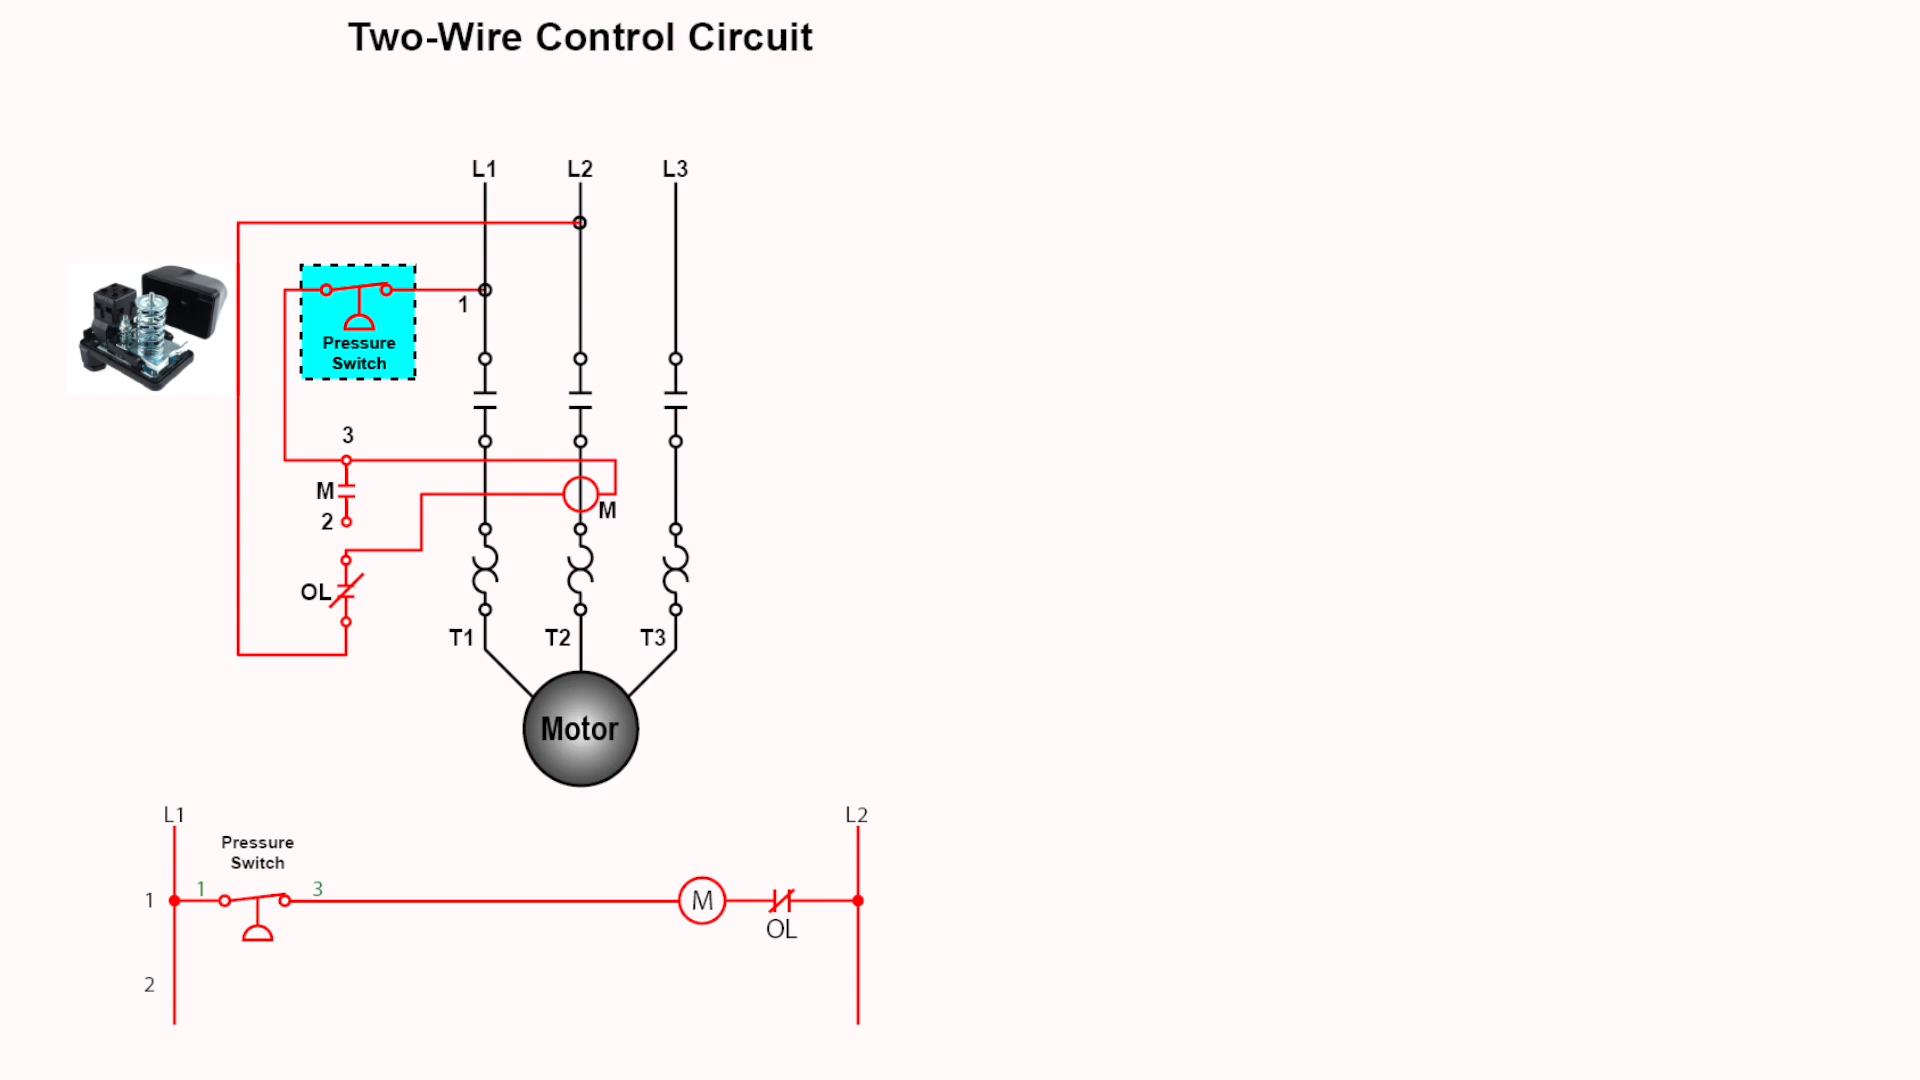 Two-Wire Control Circuit
L1 L2 L3
1
Pressure
Switch
3
M
2
M
OL
T1 T2 T3
Motor
L1 L2
Pressure
Switch
1 1 3 M
OL
2